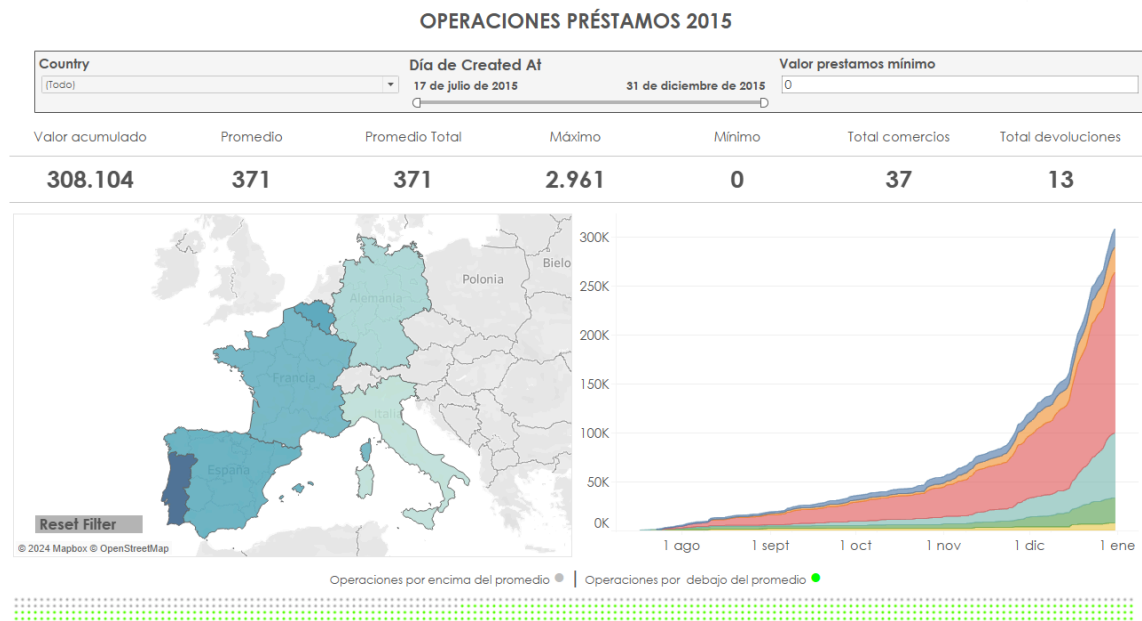 OPERACIONES PRÉSTAMOS 2015
Country
Día de Created At
Valor prestamos mínimo
(Todo)
17 de julio de 2015
31 de diciembre de 2015
0
Valor acumulado
Promedio
Promedio Total
Máximo
Mínimo
Total comercios
Total devoluciones
308.104
371
371
2.961
0
37
13
Polonia
Bielo
Alemania
Francia
Italia
España
Reset Filter
© 2024 Mapbox © OpenStreetMap
300K
250K
200K
150K
100K
50K
0K
1 ago
1 sept
1 oct
1 nov
1 dic
1 ene
Operaciones por encima del promedio
|
Operaciones por debajo del promedio